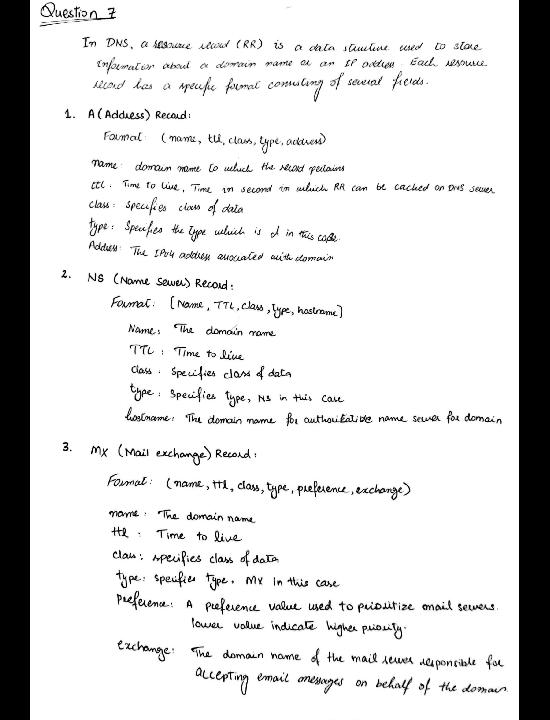 Question 7
In DNS, a resource record (RR) is a data structure used to store
information about a domain name or an IP address. Each resource
record has a specific format consisting of several fields.
1. A (Address) Record:
Format: (name, ttl, class, type, address)
name: domain name to which the record pertains
ttl: Time to live, Time in second in which RR can be cached on DNS server
class: specifies class of data
type: Specifies the type which is A in this case.
Address: The IPv4 address associated with domain
2. NS (Name Server) Record:
Format: [Name, TTL, class, type, hostname]
Name: The domain name
TTL: Time to live
class: Specifies class of data
type: Specifies type, NS in this case
hostname: The domain name for authoritative name server for domain
3. MX (Mail exchange) Record:
Format: (name, ttl, class, type, preference, exchange)
name: The domain name
ttl: Time to live
class: specifies class of data
type: specifies type, MX in this case
preference: A preference value used to prioritize email servers.
lower value indicate higher priority.
exchange: The domain name of the mail server responsible for
accepting email messages on behalf of the domain